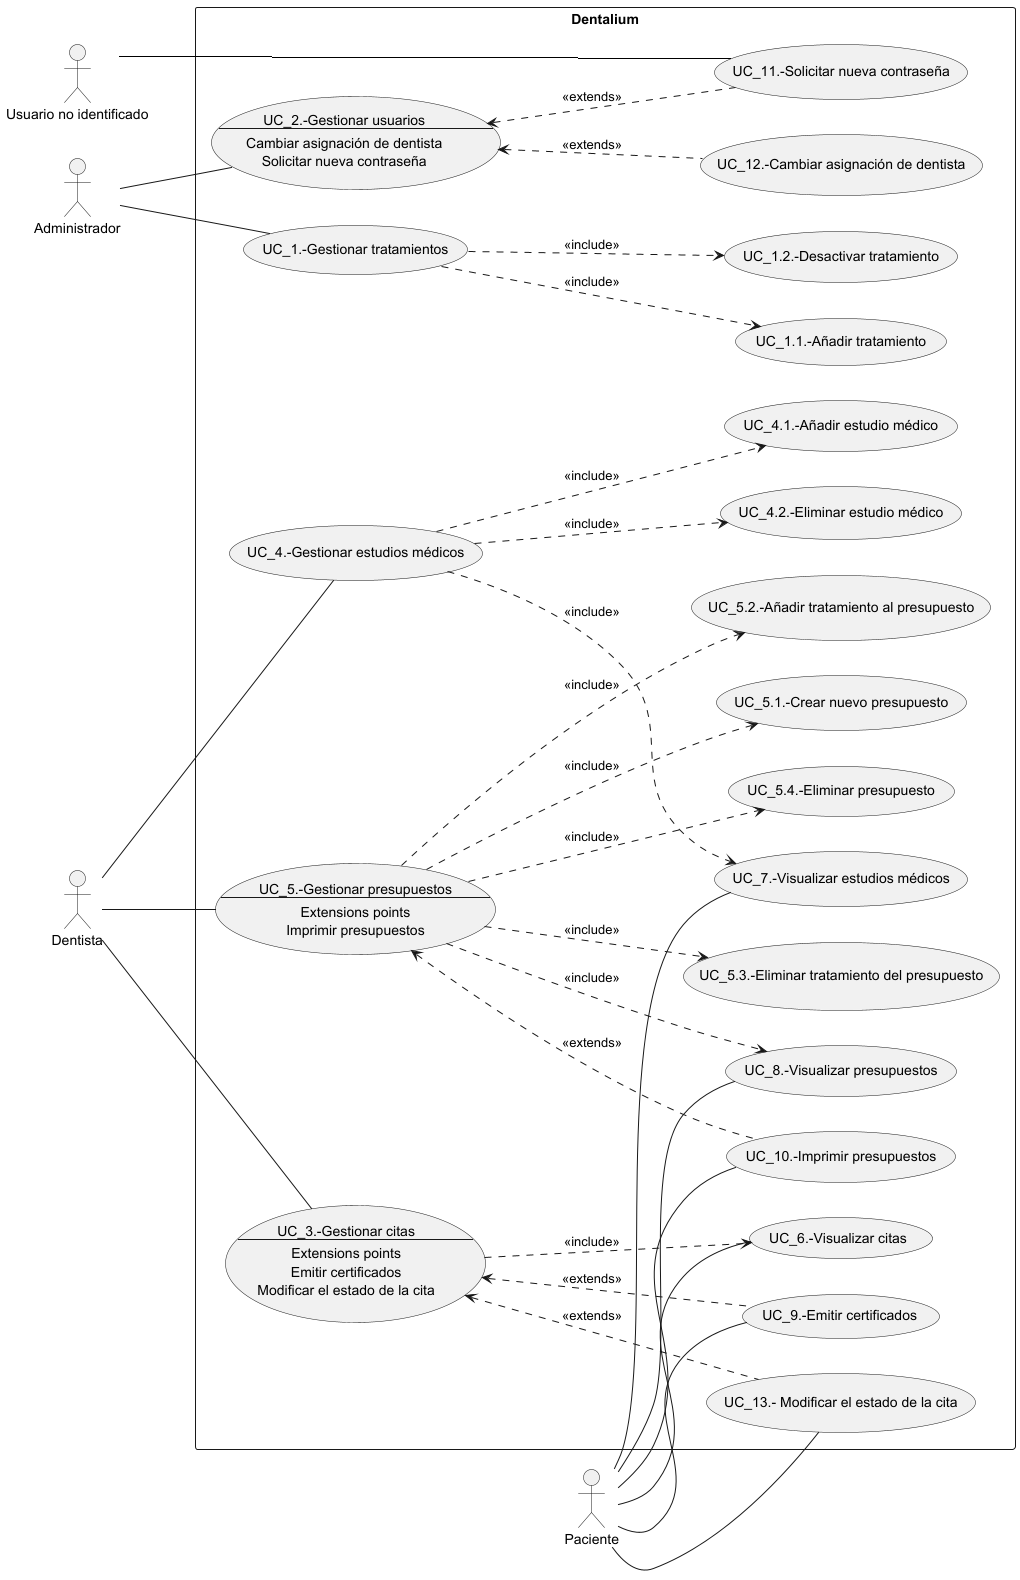 Dentalium
Usuario no identificado
UC_11.-Solicitar nueva contraseña
«extends»
UC_2.-Gestionar usuarios
Cambiar asignación de dentista
Solicitar nueva contraseña
«extends»
UC_12.-Cambiar asignación de dentista
Administrador
UC_1.-Gestionar tratamientos
«include»
UC_1.2.-Desactivar tratamiento
«include»
UC_1.1.-Añadir tratamiento
UC_4.1.-Añadir estudio médico
«include»
UC_4.2.-Eliminar estudio médico
«include»
UC_4.-Gestionar estudios médicos
«include»
UC_5.2.-Añadir tratamiento al presupuesto
«include»
UC_5.1.-Crear nuevo presupuesto
«include»
UC_5.4.-Eliminar presupuesto
«include»
UC_7.-Visualizar estudios médicos
Dentista
UC_5.-Gestionar presupuestos
Extensions points
Imprimir presupuestos
«include»
UC_5.3.-Eliminar tratamiento del presupuesto
«include»
«extends»
UC_8.-Visualizar presupuestos
UC_10.-Imprimir presupuestos
UC_3.-Gestionar citas
Extensions points
Emitir certificados
Modificar el estado de la cita
«include»
UC_6.-Visualizar citas
«extends»
UC_9.-Emitir certificados
«extends»
UC_13.- Modificar el estado de la cita
Paciente